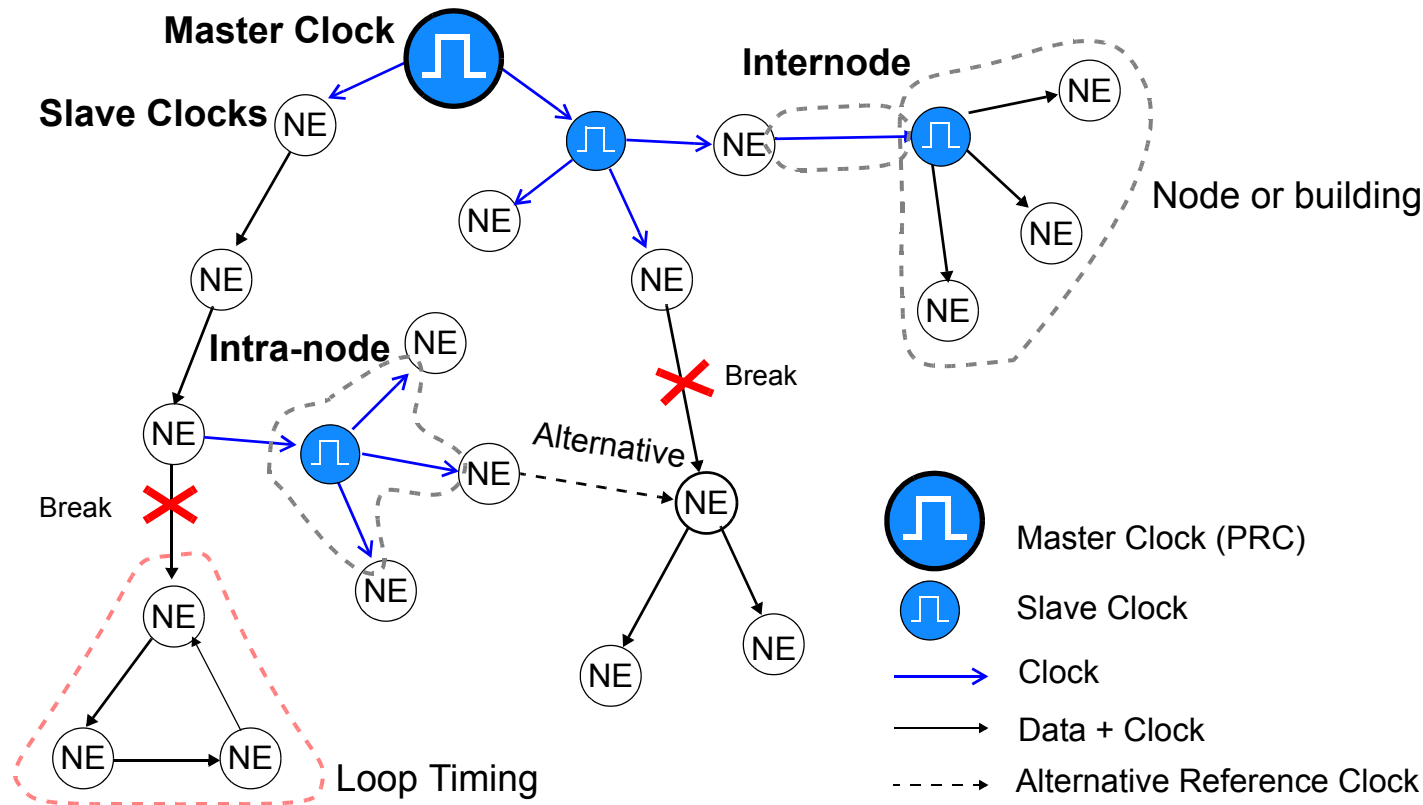 Master Clock
Internode
NE
Slave Clocks
NE
NE
NE
Node or building
NE
NE
NE
NE
NE
Intra-node
NE
Break
NE
Alternative
NE
Break
NE
Master Clock (PRC)
NE
Slave Clock
NE
NE
NE
Clock
NE
NE
Data + Clock
Loop Timing
Alternative Reference Clock